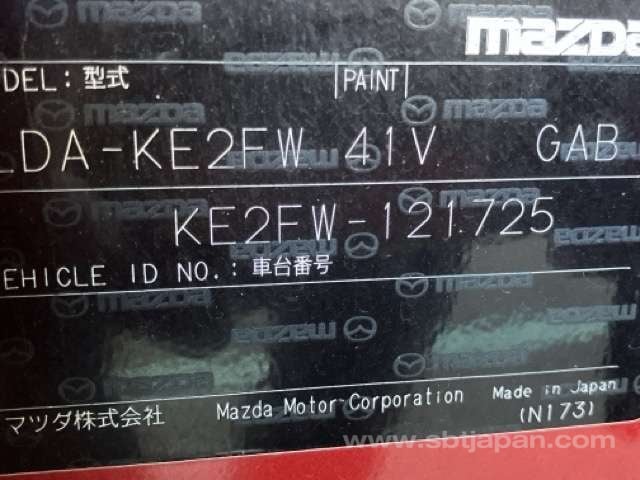 mazda
DEL: 型式 PAINT
LDA-KE2FW 41V GAB
KE2FW-121725
EHICLE ID NO.: 車台番号
マツダ株式会社 Mazda Motor Corporation Made in Japan
(N173)
www.sbtjapan.com